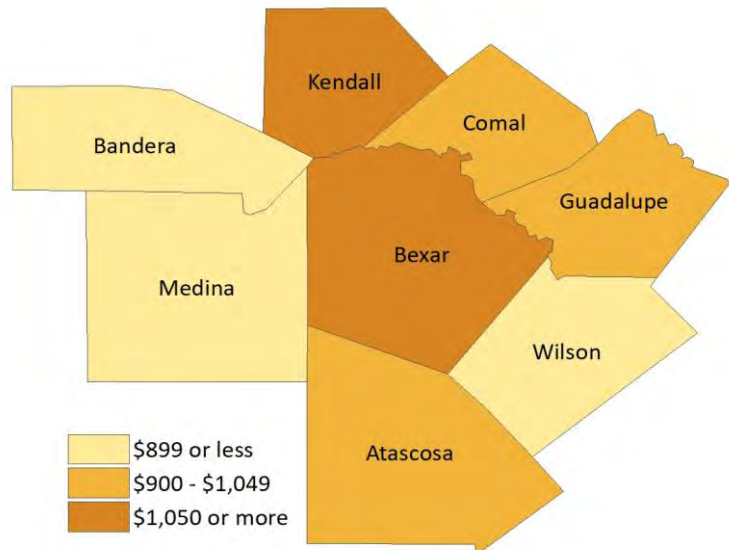 Kendall
Comal
Bandera
Guadalupe
Bexar
Medina
Wilson
Atascosa
$899 or less
$900 - $1,049
$1,050 or more